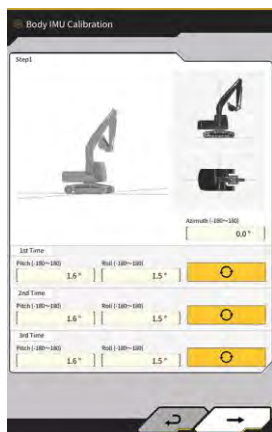 Body IMU Calibration
Step1
Azimuth (-180~180)
0.0°
1st Time
Pitch (-180~180) Roll (-180~180)
1.6° 1.5°
2nd Time
Pitch (-180~180) Roll (-180~180)
1.6° 1.5°
3rd Time
Pitch (-180~180) Roll (-180~180)
1.6° 1.5°